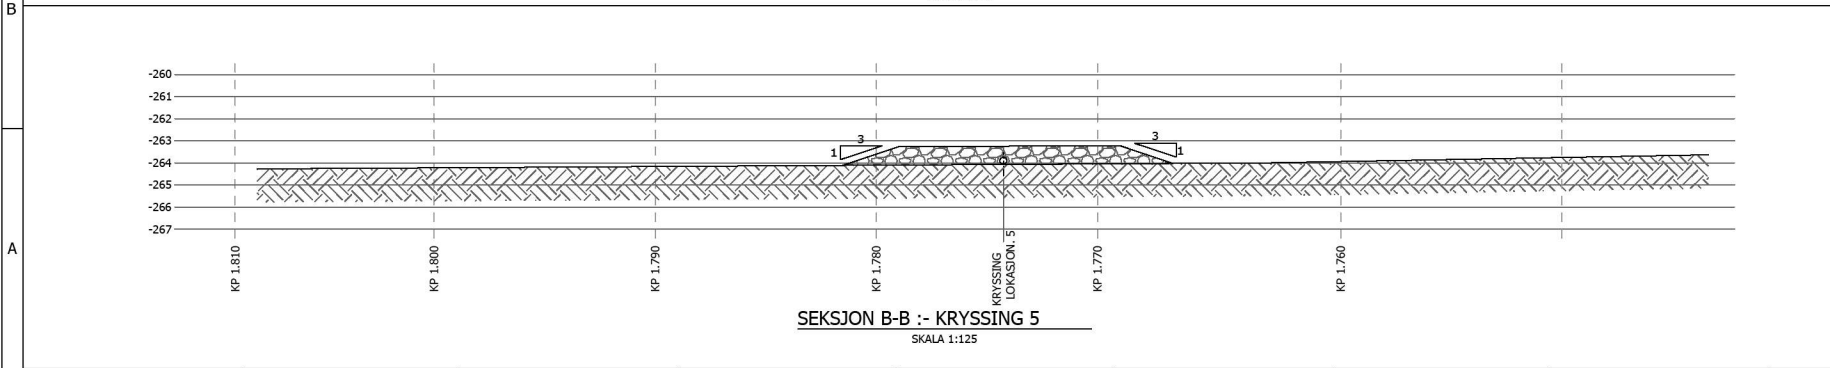 B
-260
-261
-262
-263
-264
-265
-266
-267
3
1
3
1
KP 1.810
KP 1.800
KP 1.790
KP 1.780
KRYSSING
LOKASJON. 5
KP 1.770
KP 1.760
A
SEKSJON B-B :- KRYSSING 5
SKALA 1:125